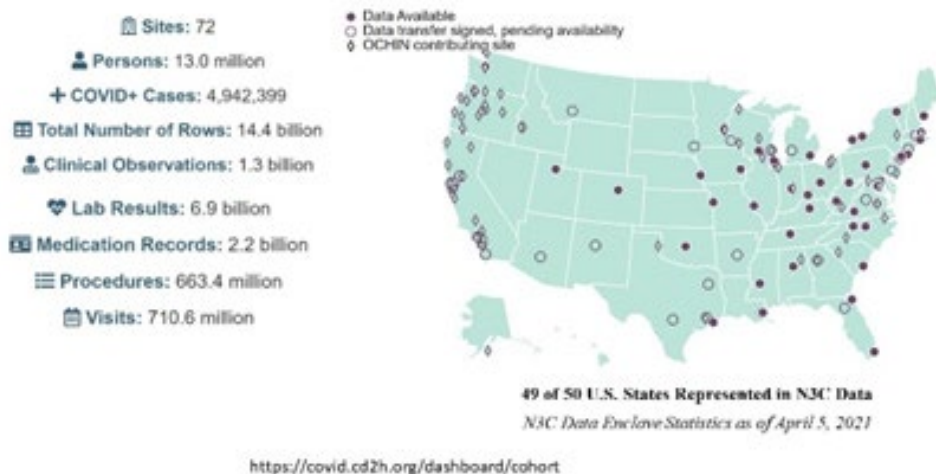 Sites: 72
Persons: 13.0 million
COVID+ Cases: 4,942,399
Total Number of Rows: 14.4 billion
Clinical Observations: 1.3 billion
Lab Results: 6.9 billion
Medication Records: 2.2 billion
Procedures: 663.4 million
Visits: 710.6 million
Data Available
Data transfer signed, pending availability
OCHIN contributing site
49 of 50 U.S. States Represented in N3C Data
N3C Data Enclave Statistics as of April 5, 2021
https://covid.cd2h.org/dashboard/cohort